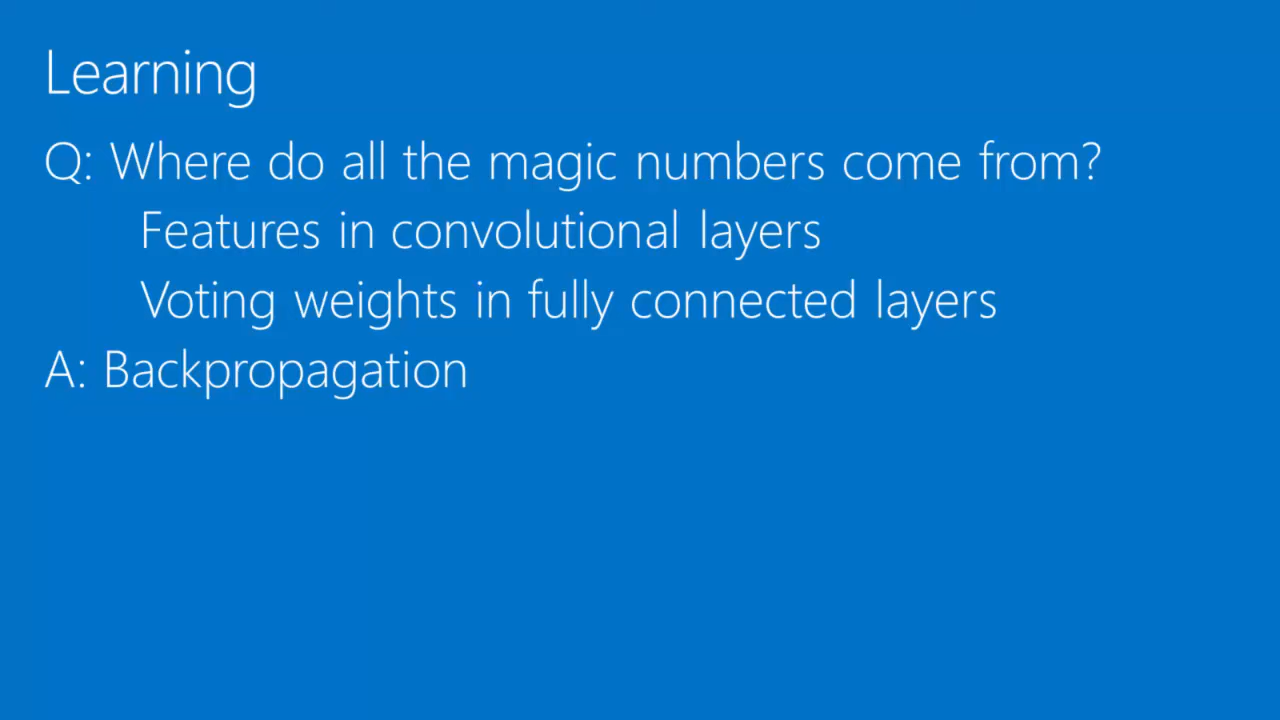 Learning
Q: Where do all the magic numbers come from?
Features in convolutional layers
Voting weights in fully connected layers
A: Backpropagation